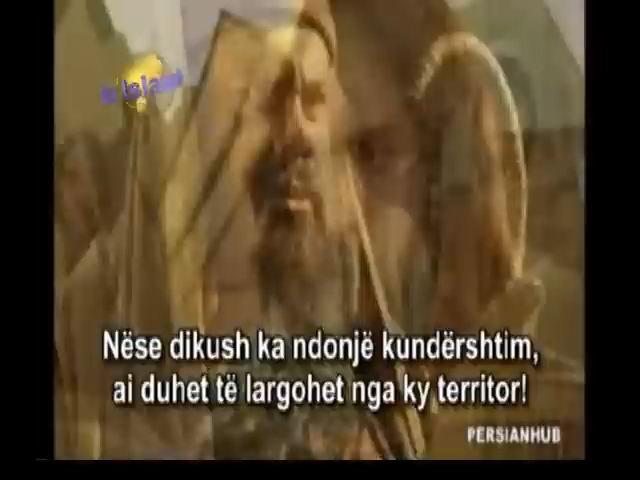 Nëse dikush ka ndonjë kundërshtim,
ai duhet të largohet nga ky territor!
PERSIANHUB